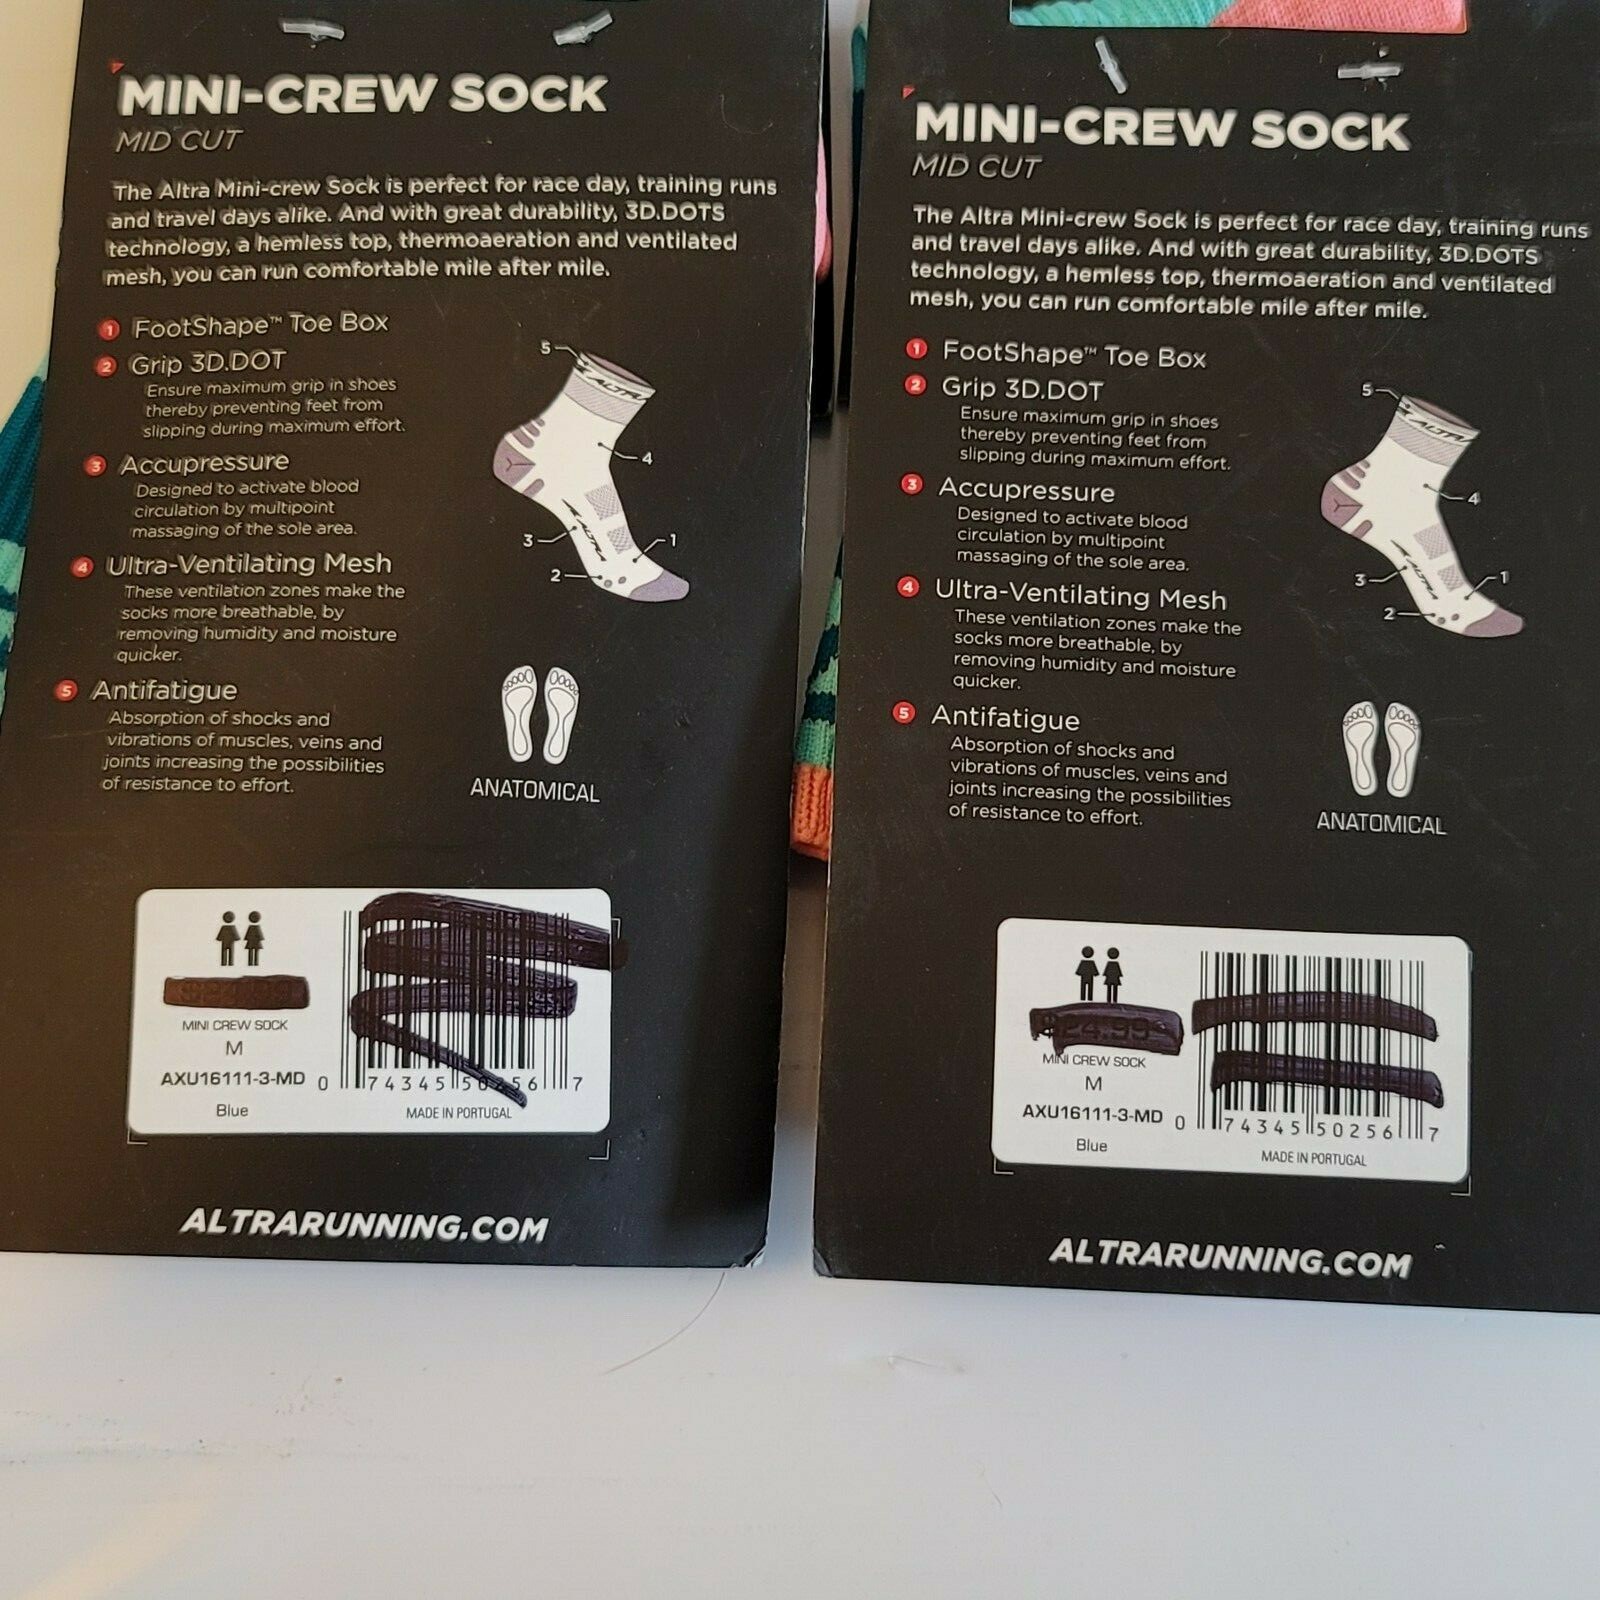 MINI-CREW SOCK
MID CUT
The Altra Mini-crew Sock is perfect for race day, training runs
and travel days alike. And with great durability, 3D.DOTS
technology, a hemless top, thermoaeration and ventilated
mesh, you can run comfortable mile after mile.
1 FootShape™ Toe Box
2 Grip 3D.DOT
Ensure maximum grip in shoes
thereby preventing feet from
slipping during maximum effort.
3 Accupressure
Designed to activate blood
circulation by multipoint
massaging of the sole area.
4 Ultra-Ventilating Mesh
These ventilation zones make the
socks more breathable, by
removing humidity and moisture
quicker.
5 Antifatigue
Absorption of shocks and
vibrations of muscles, veins and
joints increasing the possibilities
of resistance to effort.
5
ALTRA
4
ALTRA
3
1
2
ANATOMICAL
MINI CREW SOCK
M
AXU16111-3-MD
Blue
0 74345 50256 7
MADE IN PORTUGAL
ALTRARUNNING.COM
MINI-CREW SOCK
MID CUT
The Altra Mini-crew Sock is perfect for race day, training runs
and travel days alike. And with great durability, 3D.DOTS
technology, a hemless top, thermoaeration and ventilated
mesh, you can run comfortable mile after mile.
1 FootShape™ Toe Box
2 Grip 3D.DOT
Ensure maximum grip in shoes
thereby preventing feet from
slipping during maximum effort.
3 Accupressure
Designed to activate blood
circulation by multipoint
massaging of the sole area.
4 Ultra-Ventilating Mesh
These ventilation zones make the
socks more breathable, by
removing humidity and moisture
quicker.
5 Antifatigue
Absorption of shocks and
vibrations of muscles, veins and
joints increasing the possibilities
of resistance to effort.
5
ALTRA
4
ALTRA
3
1
2
ANATOMICAL
$24.99
MINI CREW SOCK
M
AXU16111-3-MD
Blue
0 74345 50256 7
MADE IN PORTUGAL
ALTRARUNNING.COM